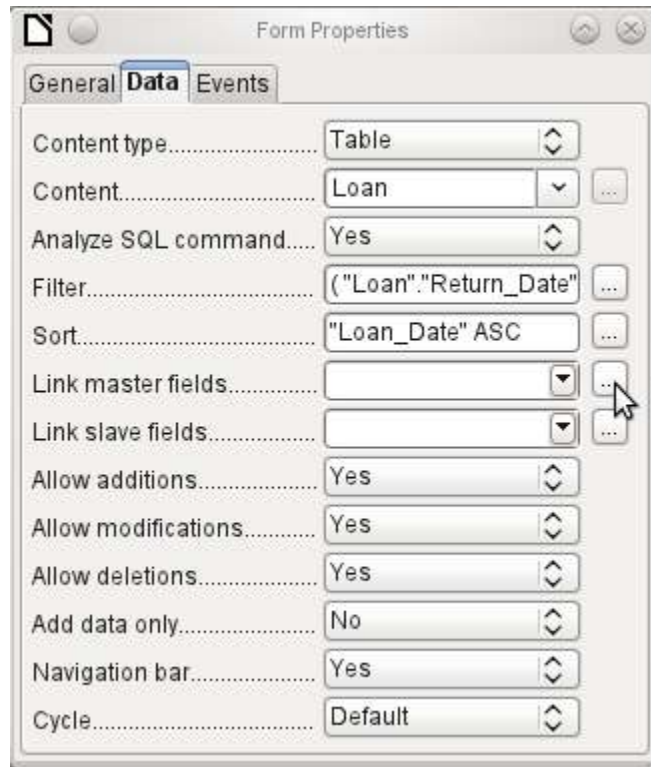 Form Properties
General Data Events
Content type....................... Table
Content............................... Loan ...
Analyze SQL command..... Yes
Filter................................... ( "Loan"."Return_Date" ...
Sort..................................... "Loan_Date" ASC ...
Link master fields............... ...
Link slave fields................. ...
Allow additions................... Yes
Allow modifications............ Yes
Allow deletions................... Yes
Add data only..................... No
Navigation bar.................... Yes
Cycle.................................. Default